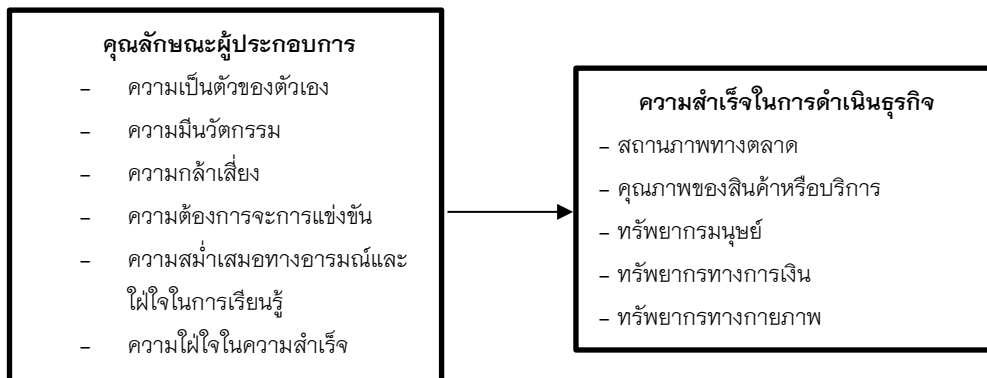 คุณลักษณะผู้ประกอบการ
– ความเป็นตัวของตัวเอง
– ความมีนวัตกรรม
– ความกล้าเสี่ยง
– ความต้องการจะการแข่งขัน
– ความสม่ำเสมอทางอารมณ์และ
ใฝ่ใจในการเรียนรู้
– ความใฝ่ใจในความสำเร็จ
ความสำเร็จในการดำเนินธุรกิจ
– สถานภาพทางตลาด
– คุณภาพของสินค้าหรือบริการ
– ทรัพยากรมนุษย์
– ทรัพยากรทางการเงิน
– ทรัพยากรทางกายภาพ